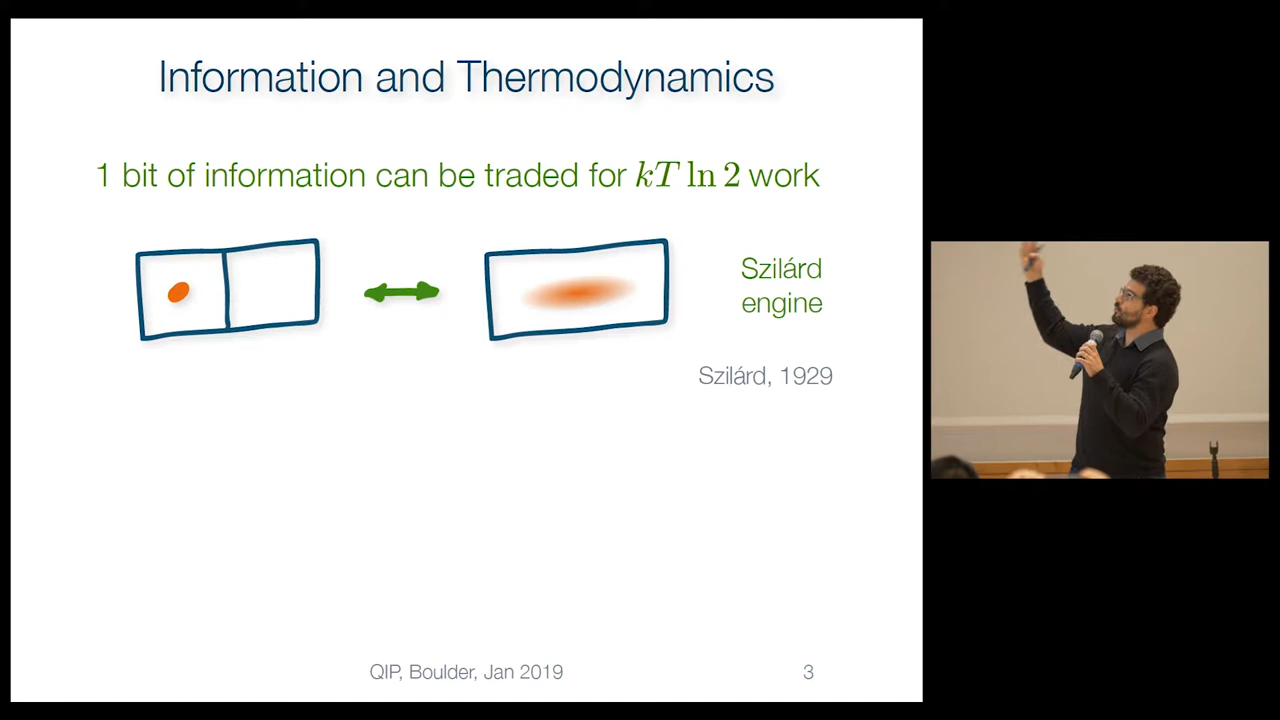 Information and Thermodynamics
1 bit of information can be traded for kT ln 2 work
Szilárd
engine
Szilárd, 1929
QIP, Boulder, Jan 2019
3